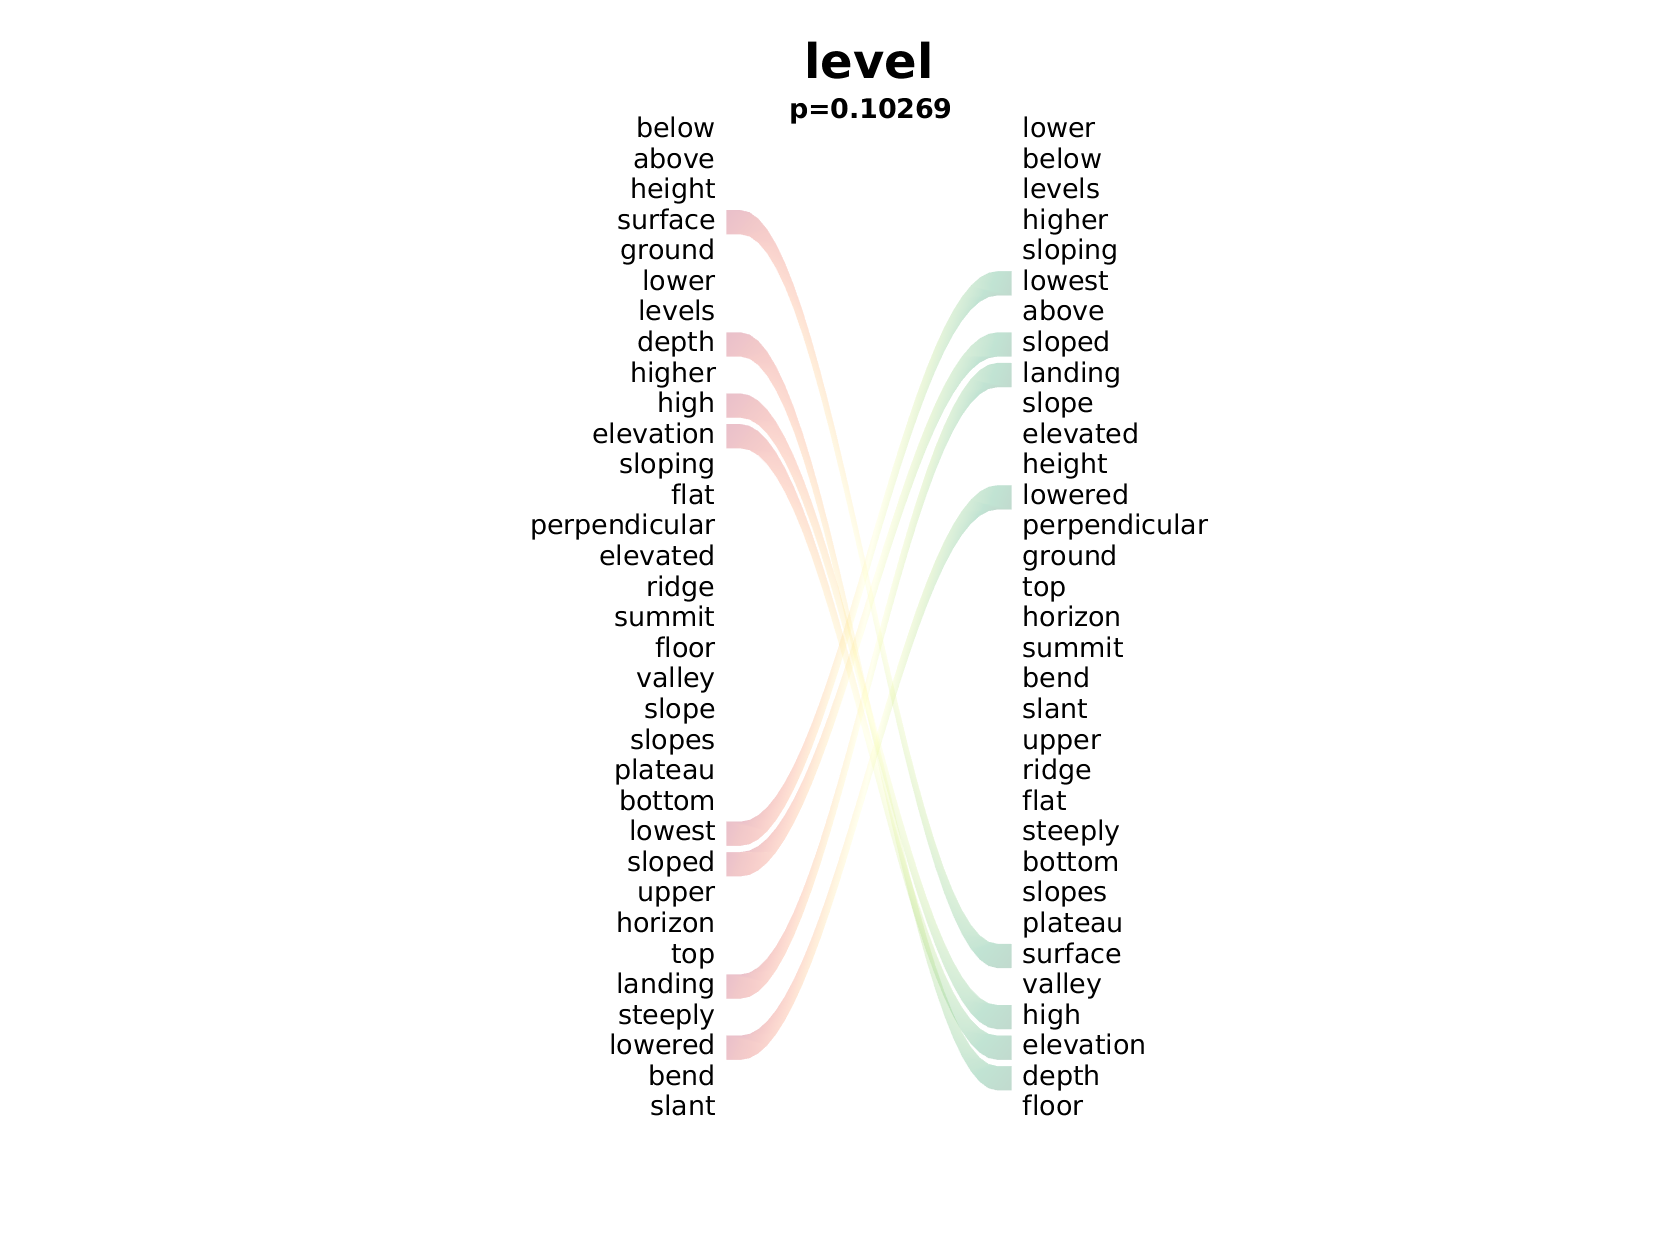 level
p=0.10269
below
above
height
surface
ground
lower
levels
depth
higher
high
elevation
sloping
flat
perpendicular
elevated
ridge
summit
floor
valley
slope
slopes
plateau
bottom
lowest
sloped
upper
horizon
top
landing
steeply
lowered
bend
slant
lower
below
levels
higher
sloping
lowest
above
sloped
landing
slope
elevated
height
lowered
perpendicular
ground
top
horizon
summit
bend
slant
upper
ridge
flat
steeply
bottom
slopes
plateau
surface
valley
high
elevation
depth
floor